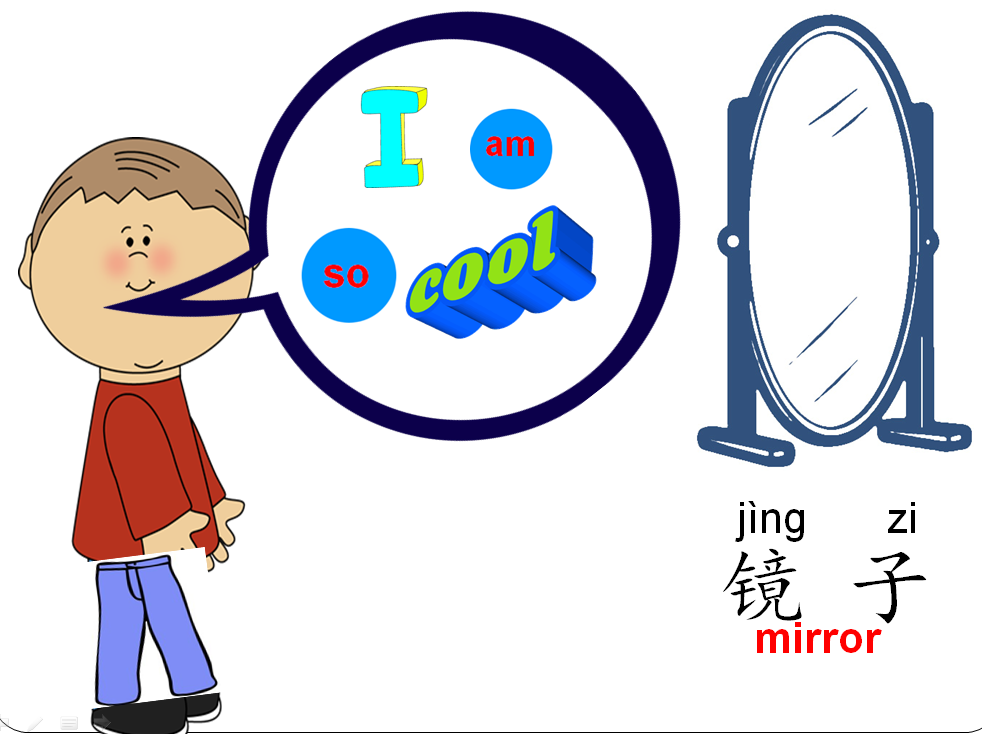 I am
so cool
jìng zi
镜子
mirror